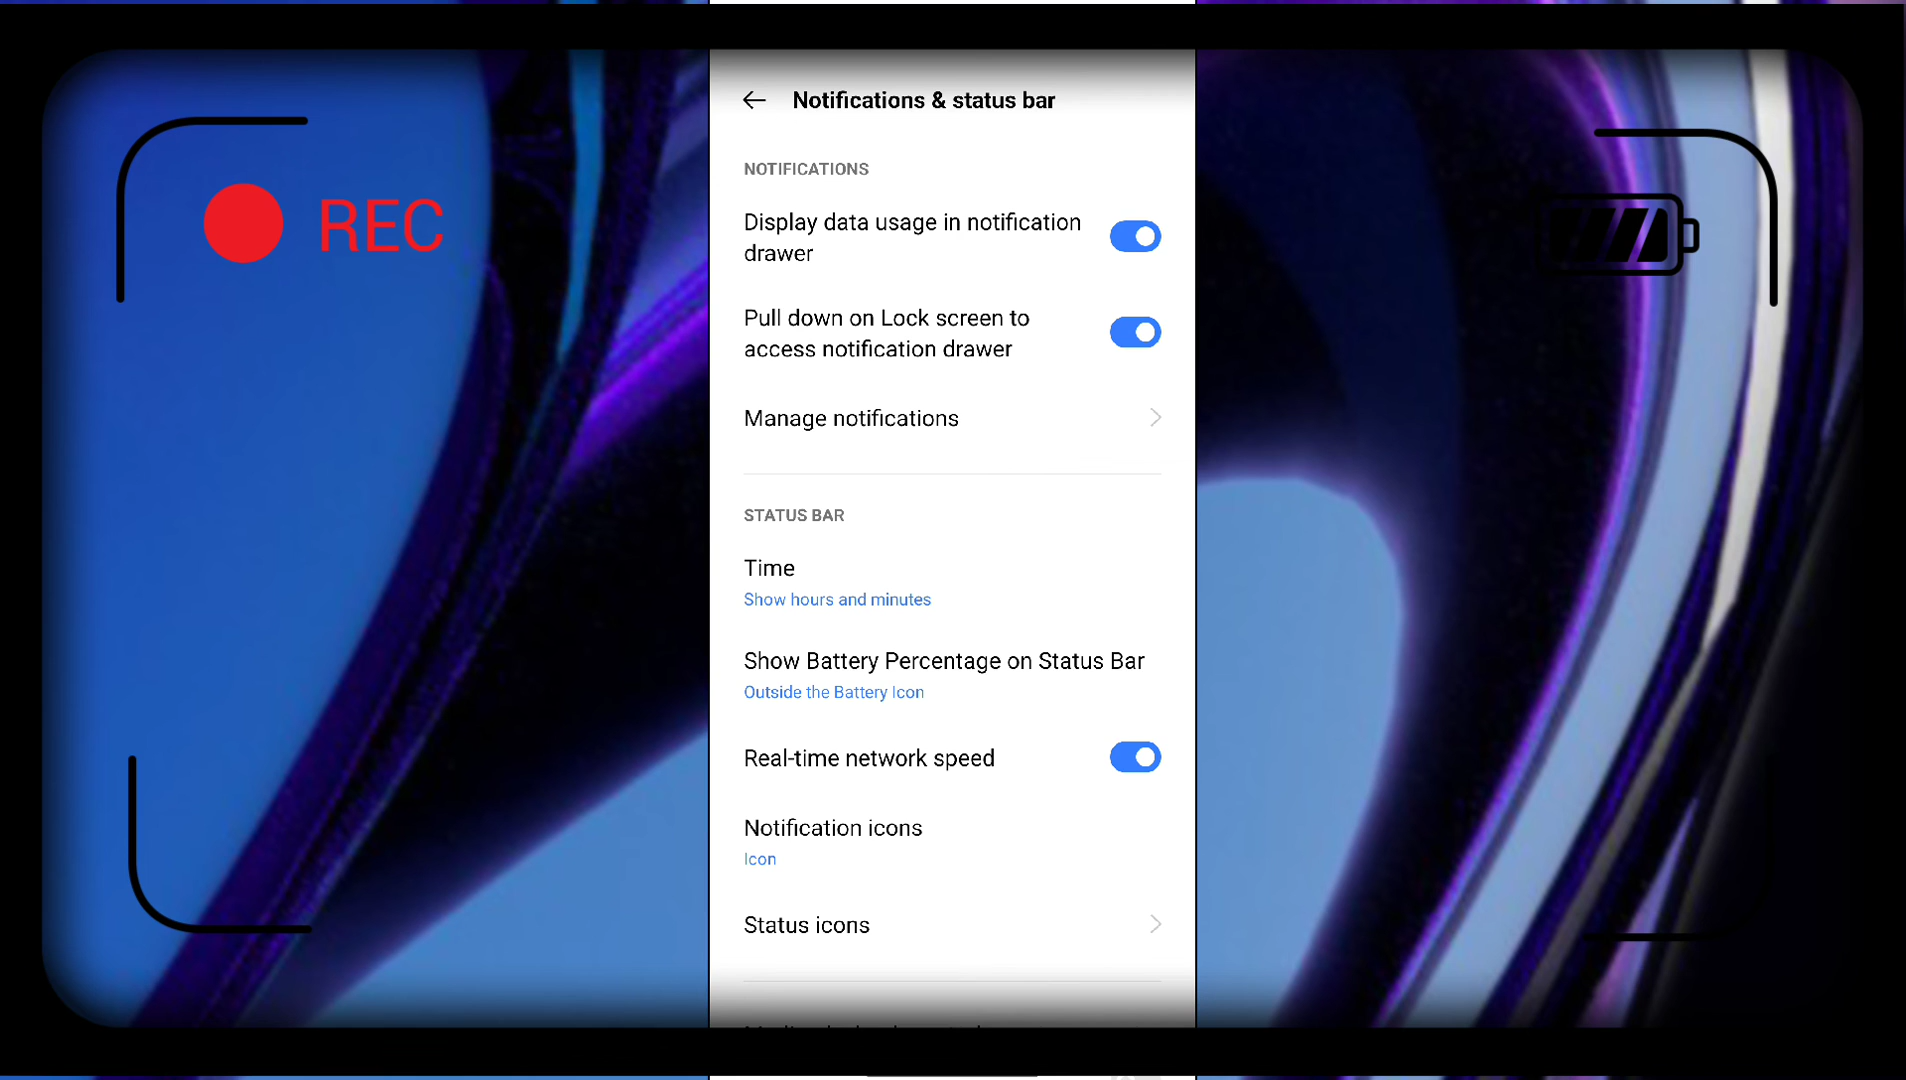 Notifications & status bar
REC
NOTIFICATIONS
Display data usage in notification
drawer
Pull down on Lock screen to
access notification drawer
Manage notifications
STATUS BAR
Time
Show hours and minutes
Show Battery Percentage on Status Bar
Outside the Battery Icon
Real-time network speed
Notification icons
Icon
Status icons